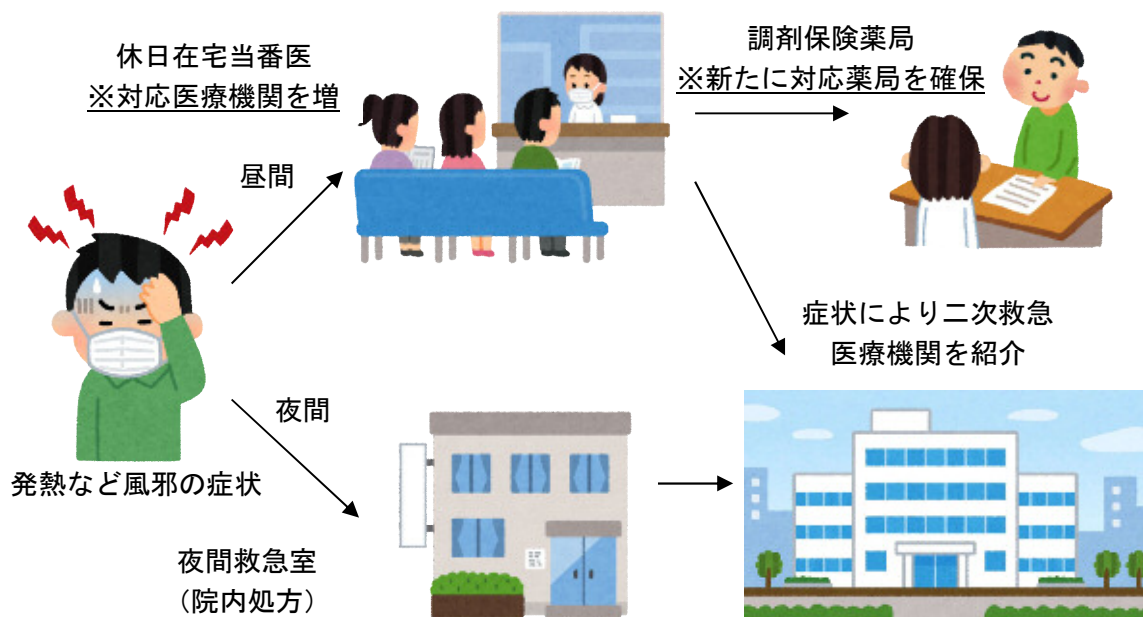 休日在宅当番医
※対応医療機関を増
調剤保険薬局
※新たに対応薬局を確保
昼間
症状により二次救急
医療機関を紹介
夜間
発熱など風邪の症状
夜間救急室
（院内処方）